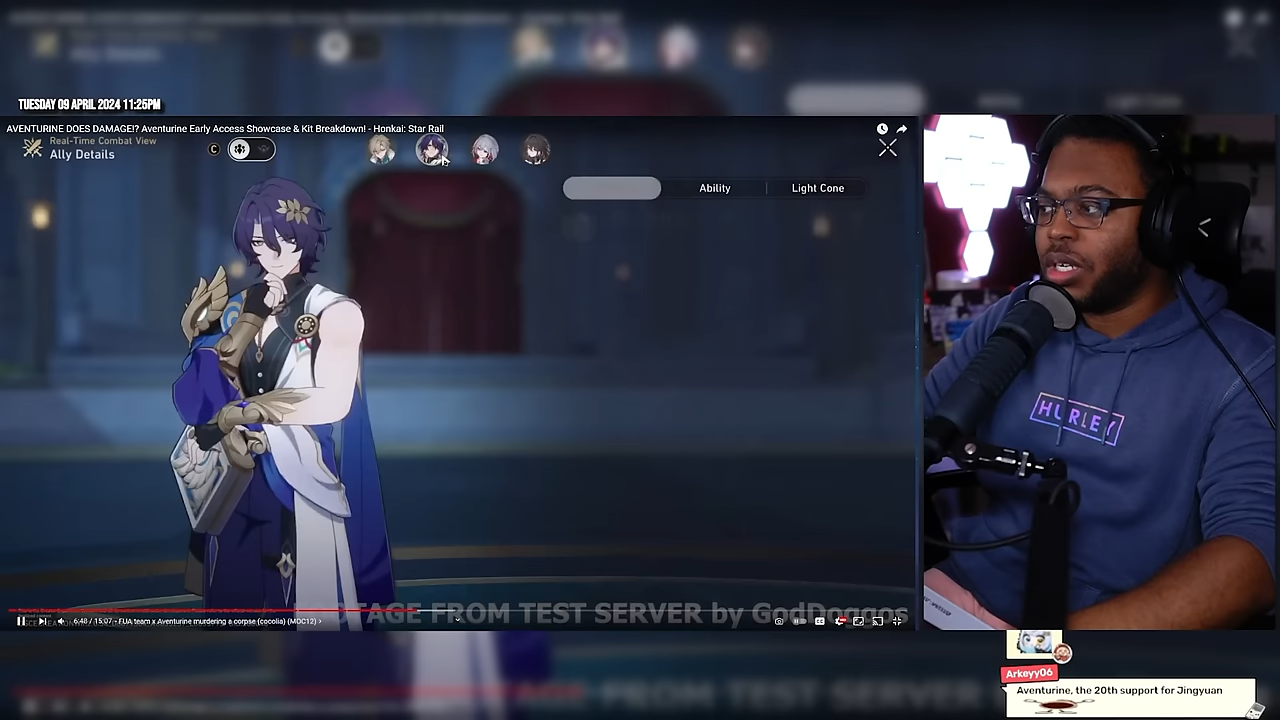 TUESDAY 09 APRIL 2024 11:25PM
AVENTURINE DOES DAMAGE!? Aventurine Early Access Showcase & Kit Breakdown! - Honkai: Star Rail
Real-Time Combat View
Ally Details
C
Ability
Light Cone
HURLEY
FOOTAGE FROM TEST SERVER by GodDoggos
6:48 / 15:07 • FUA team x Aventurine murdering a corpse (cocolia) (MOC12) >
Arkeyy06
Aventurine, the 20th support for Jingyuan